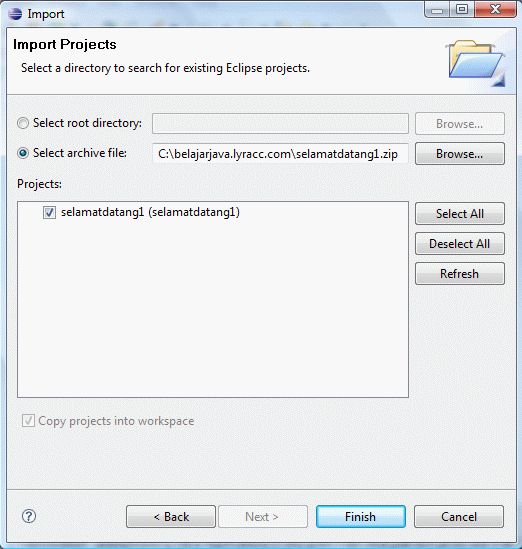 Import
Import Projects
Select a directory to search for existing Eclipse projects.
Select root directory:
Browse...
Select archive file:
C:\belajarjava.lyracc.com\selamatdatang1.zip
Browse...
Projects:
selamatdatang1 (selamatdatang1)
Select All
Deselect All
Refresh
Copy projects into workspace
?
< Back
Next >
Finish
Cancel